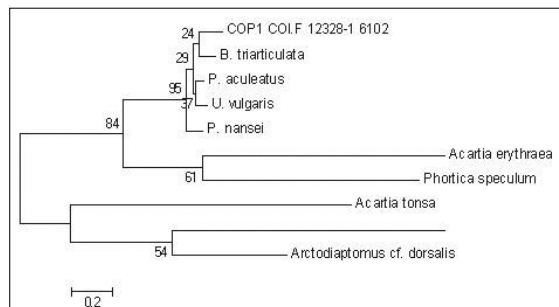 24
COP1 COI.F 12328-1 6102
29
B. triarticulata
95
P. aculeatus
37
U. vulgaris
P. nansei
84
Acartia erythraea
61
Phortica speculum
Acartia tonsa
54
Arctodiaptomus cf. dorsalis
0.2